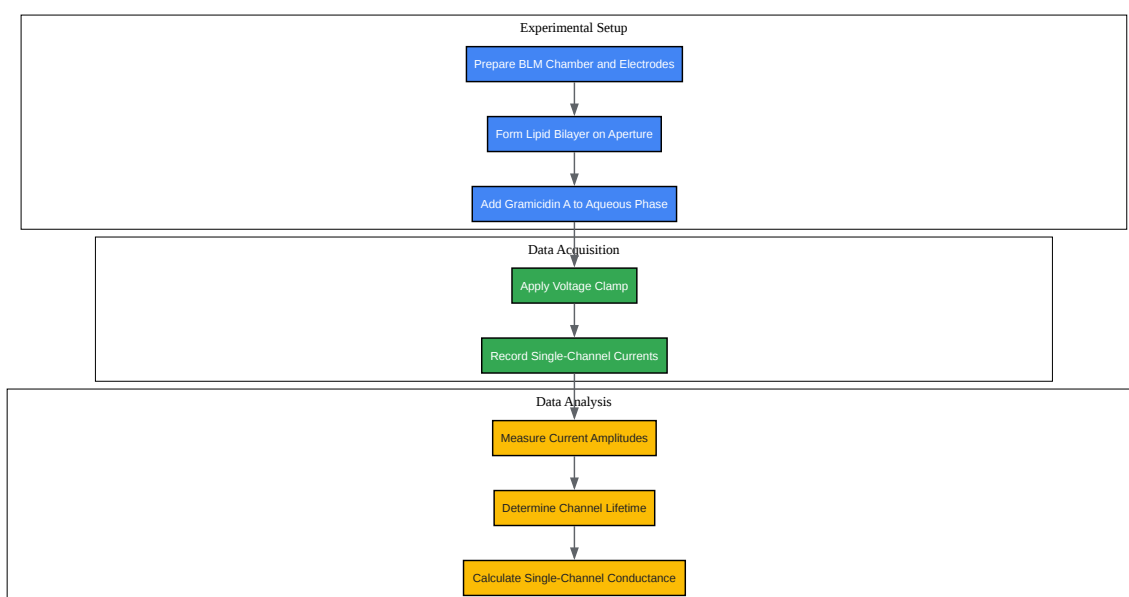 Experimental Setup
Prepare BLM Chamber and Electrodes
Form Lipid Bilayer on Aperture
Add Gramicidin A to Aqueous Phase
Data Acquisition
Apply Voltage Clamp
Record Single-Channel Currents
Data Analysis
Measure Current Amplitudes
Determine Channel Lifetime
Calculate Single-Channel Conductance